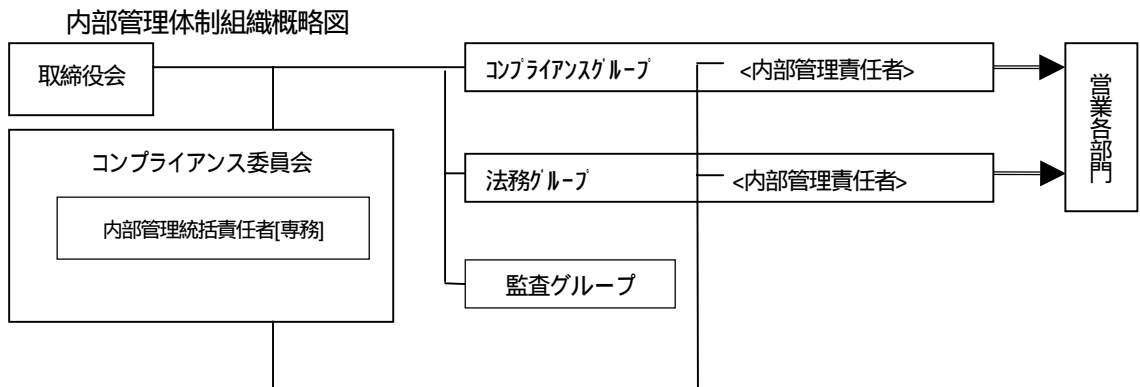 内部管理体制組織概略図
取締役会
ｺﾝﾌﾟﾗｲｱﾝｽｸﾞﾙｰﾌﾟ
<内部管理責任者>
営業各部門
コンプライアンス委員会
法務ｸﾞﾙｰﾌﾟ
<内部管理責任者>
内部管理統括責任者[専務]
監査グループ